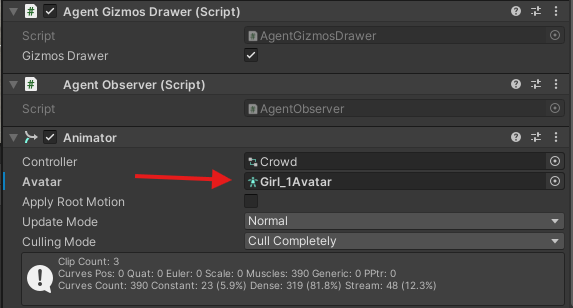 Agent Gizmos Drawer (Script)
Script AgentGizmosDrawer
Gizmos Drawer
Agent Observer (Script)
Script AgentObserver
Animator
Controller Crowd
Avatar Girl_1Avatar
Apply Root Motion
Update Mode Normal
Culling Mode Cull Completely
Clip Count: 3
Curves Pos: 0 Quat: 0 Euler: 0 Scale: 0 Muscles: 390 Generic: 0 PPtr: 0
Curves Count: 390 Constant: 23 (5.9%) Dense: 319 (81.8%) Stream: 48 (12.3%)